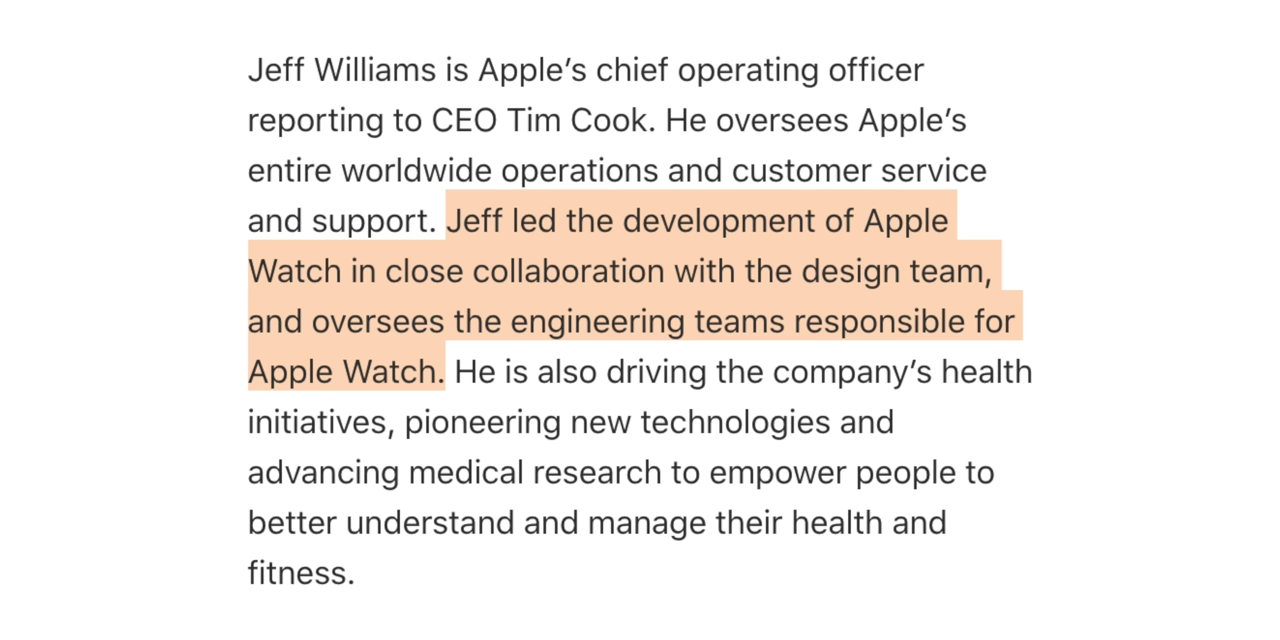 Jeff Williams is Apple’s chief operating officer
reporting to CEO Tim Cook. He oversees Apple’s
entire worldwide operations and customer service
and support. Jeff led the development of Apple
Watch in close collaboration with the design team,
and oversees the engineering teams responsible for
Apple Watch. He is also driving the company’s health
initiatives, pioneering new technologies and
advancing medical research to empower people to
better understand and manage their health and
fitness.